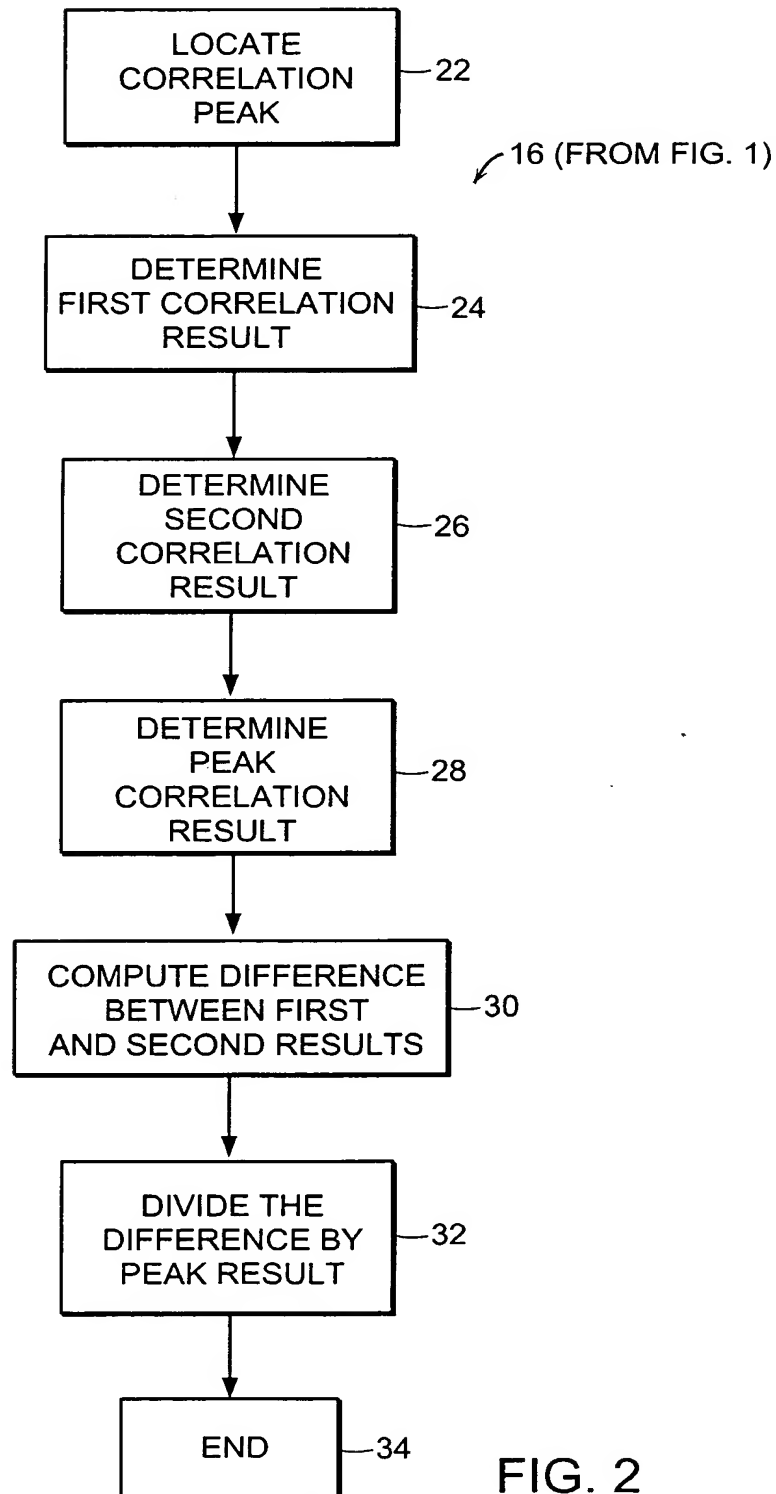 LOCATE
CORRELATION
PEAK
22
16 (FROM FIG. 1)
DETERMINE
FIRST CORRELATION
RESULT
24
DETERMINE
SECOND
CORRELATION
RESULT
26
DETERMINE
PEAK
CORRELATION
RESULT
28
COMPUTE DIFFERENCE
BETWEEN FIRST
AND SECOND RESULTS
30
DIVIDE THE
DIFFERENCE BY
PEAK RESULT
32
END
34
FIG. 2